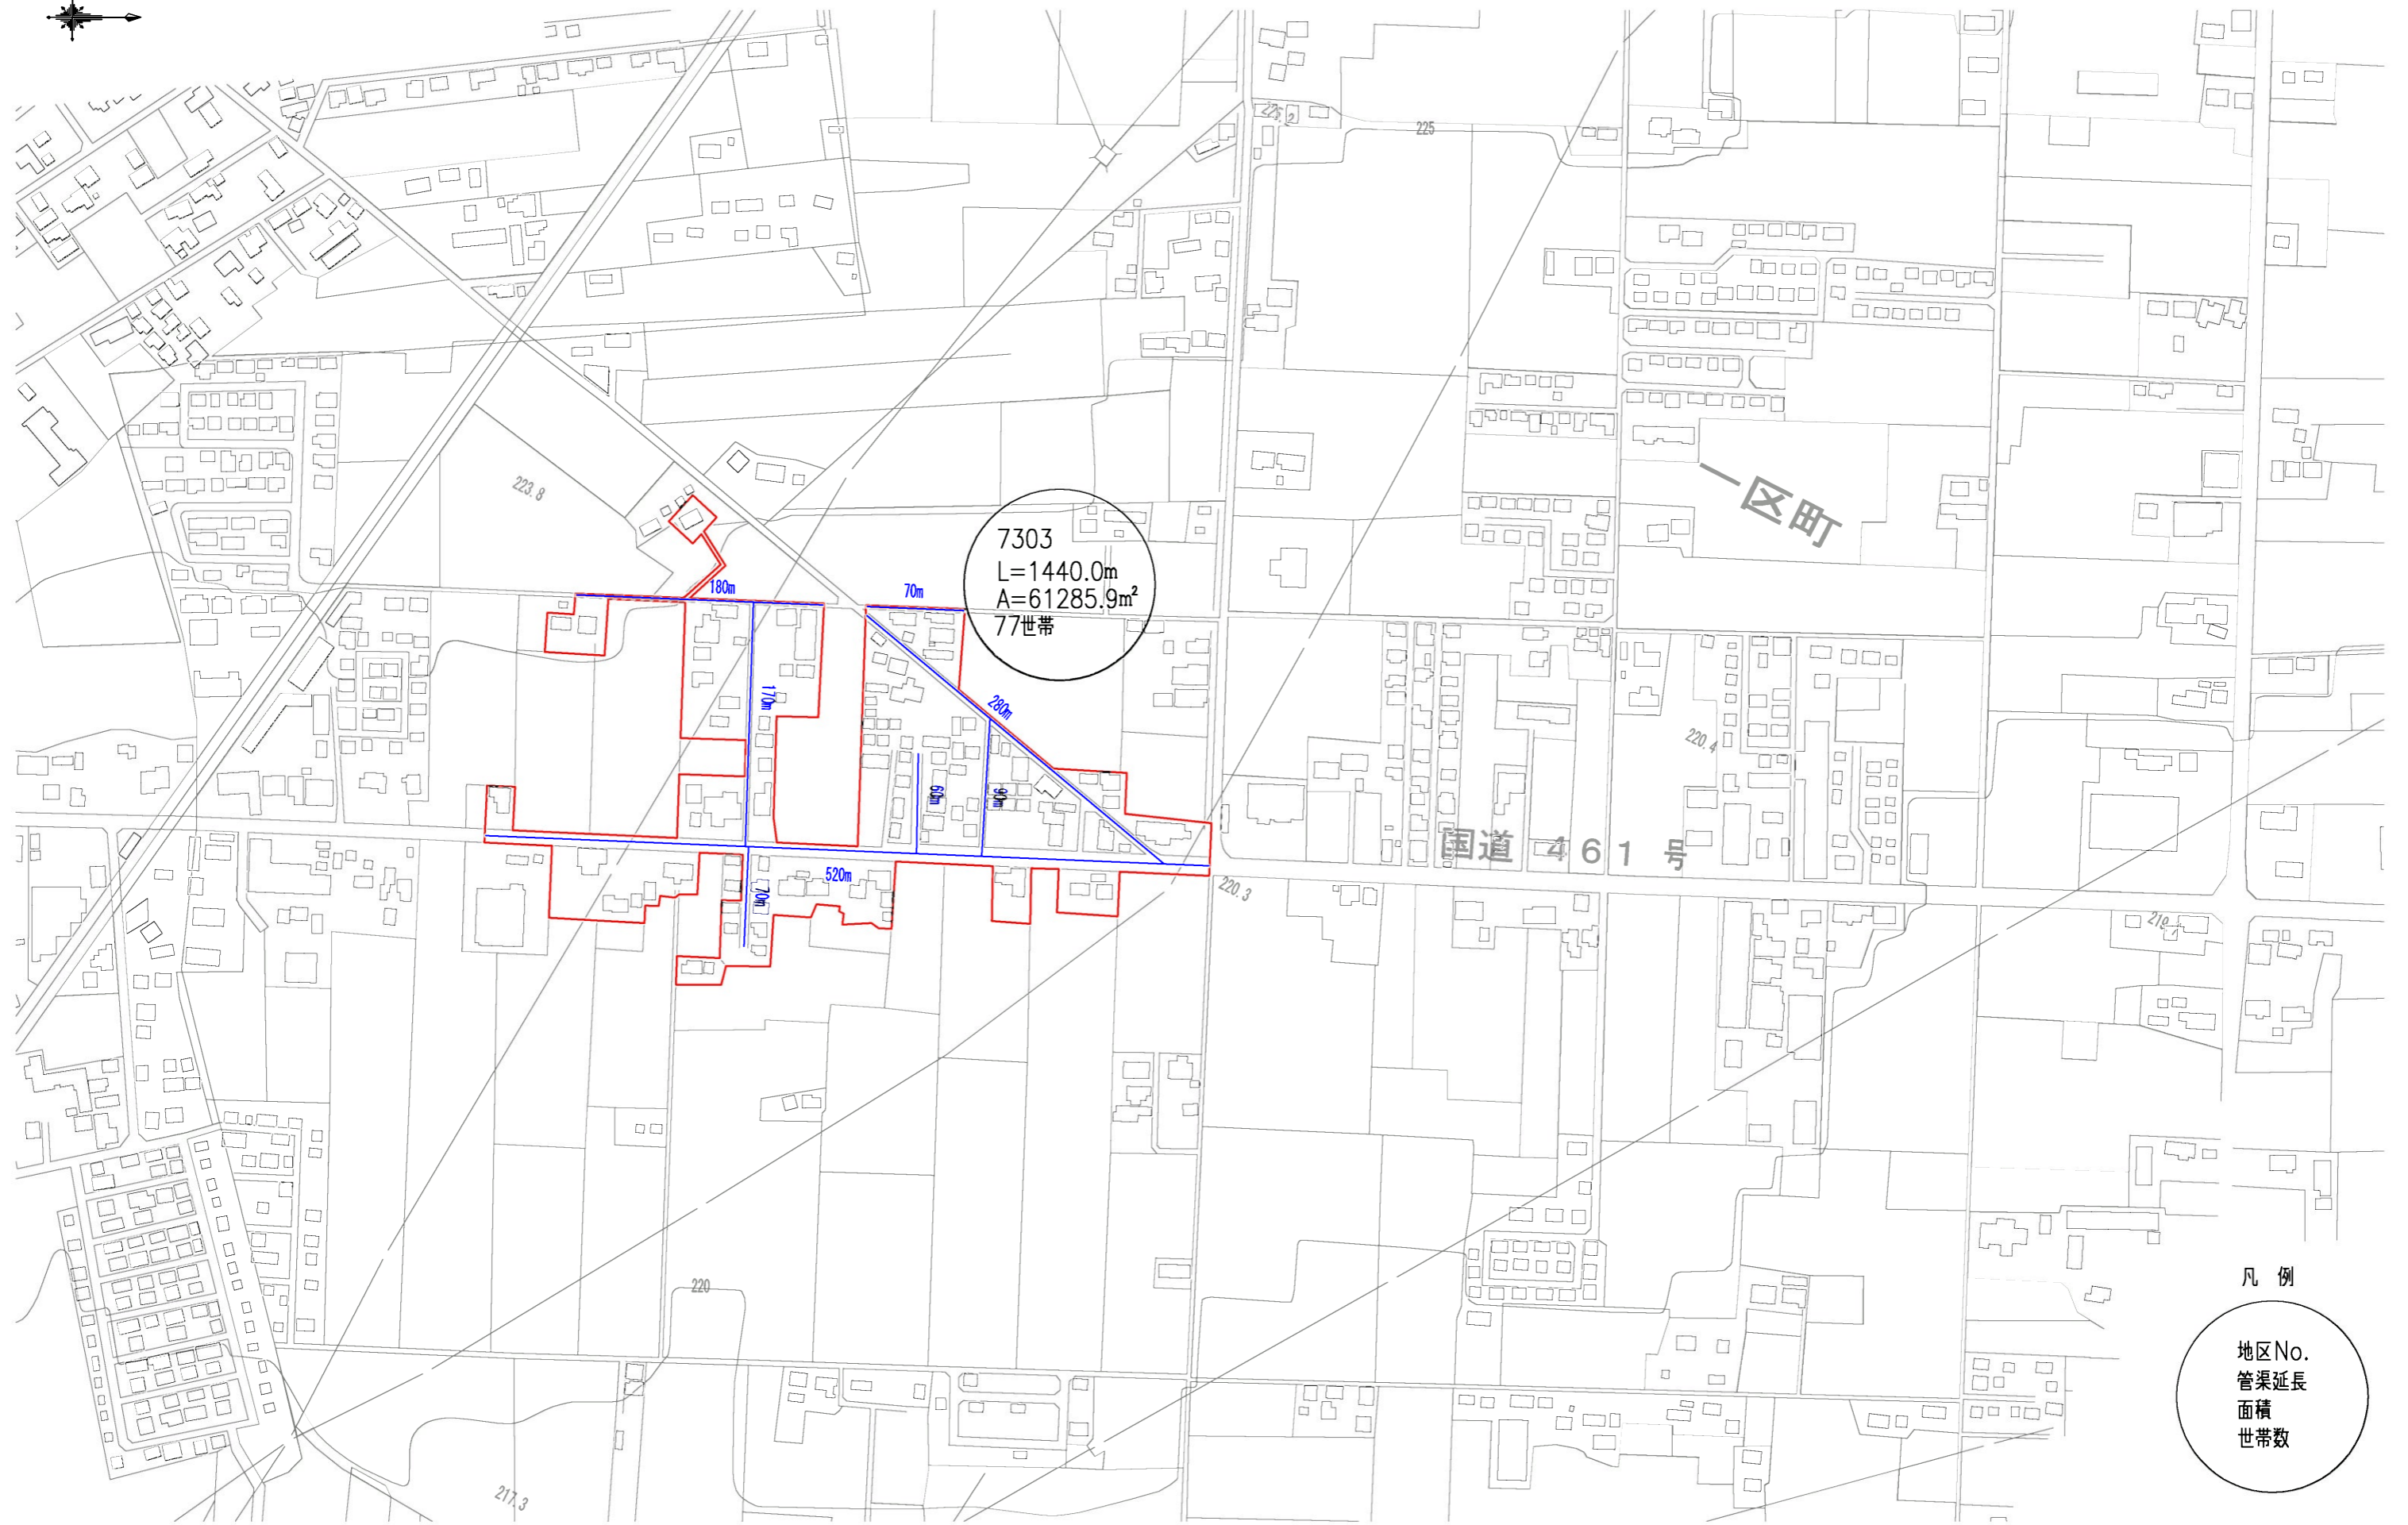 225.2
225
223.8
一区町
7303
L=1440.0m
A=61285.9m²
77世帯
180m
70m
170m
280m
220.4
60m
90m
国道 461 号
520m
70m
220.3
220
凡 例
地区No.
管渠延長
面積
世帯数
217.3